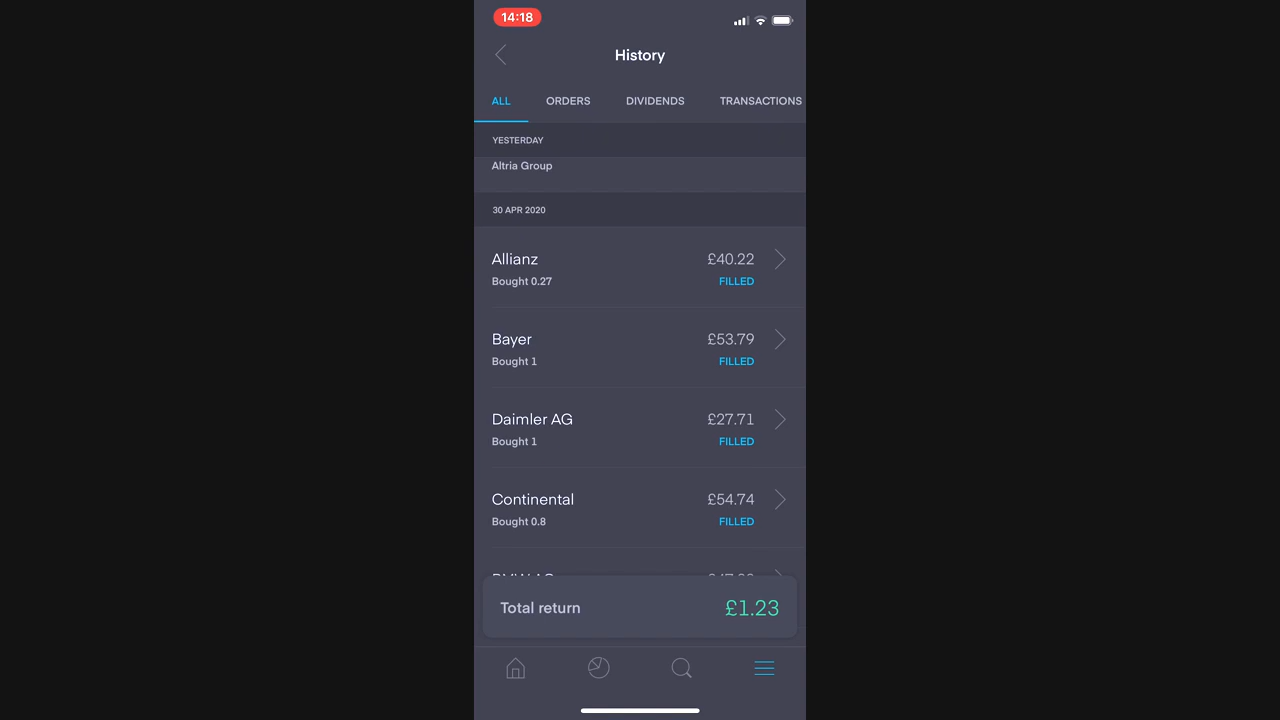 14:18
History
ALL ORDERS DIVIDENDS TRANSACTIONS
YESTERDAY
Altria Group
30 APR 2020
Allianz £40.22
Bought 0.27 FILLED
Bayer £53.79
Bought 1 FILLED
Daimler AG £27.71
Bought 1 FILLED
Continental £54.74
Bought 0.8 FILLED
Total return £1.23